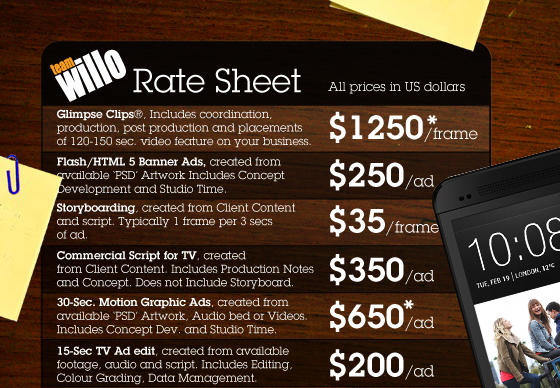 team
Willo
Rate Sheet
All prices in US dollars
Glimpse Clips®, Includes coordination,
production, post production and placements
of 120-150 sec. video feature on your business.
$1250*/frame
Flash/HTML 5 Banner Ads, created from
available 'PSD' Artwork Includes Concept
Development and Studio Time.
$250/ad
Storyboarding, created from Client Content
and script. Typically 1 frame per 3 secs
of ad.
$35/frame
Commercial Script for TV, created
from Client Content. Includes Production Notes
and Concept. Does not Include Storyboard.
$350/ad
30-Sec. Motion Graphic Ads, created from
available 'PSD' Artwork, Audio bed or Videos.
Includes Concept Dev. and Studio Time.
$650*/ad
15-Sec TV Ad edit, created from available
footage, audio and script. Includes Editing,
Colour Grading, Data Management.
$200/ad
10:08
TUE, FEB 19 | LONDON, 12°C